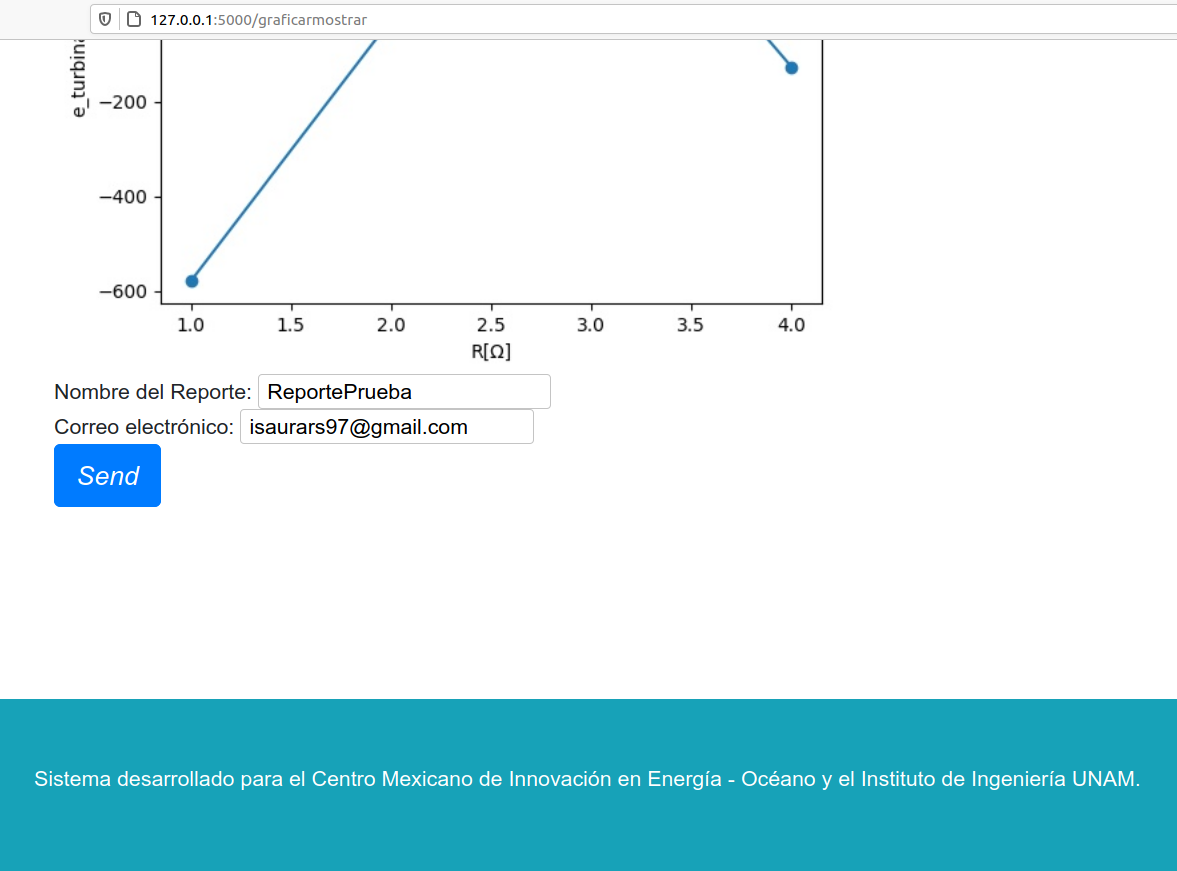 127.0.0.1:5000/graficarmostrar
−200
−400
−600
1.0 1.5 2.0 2.5 3.0 3.5 4.0
R[Ω]
Nombre del Reporte: ReportePrueba
Correo electrónico: isaurars97@gmail.com
Send
Sistema desarrollado para el Centro Mexicano de Innovación en Energía - Océano y el Instituto de Ingeniería UNAM.